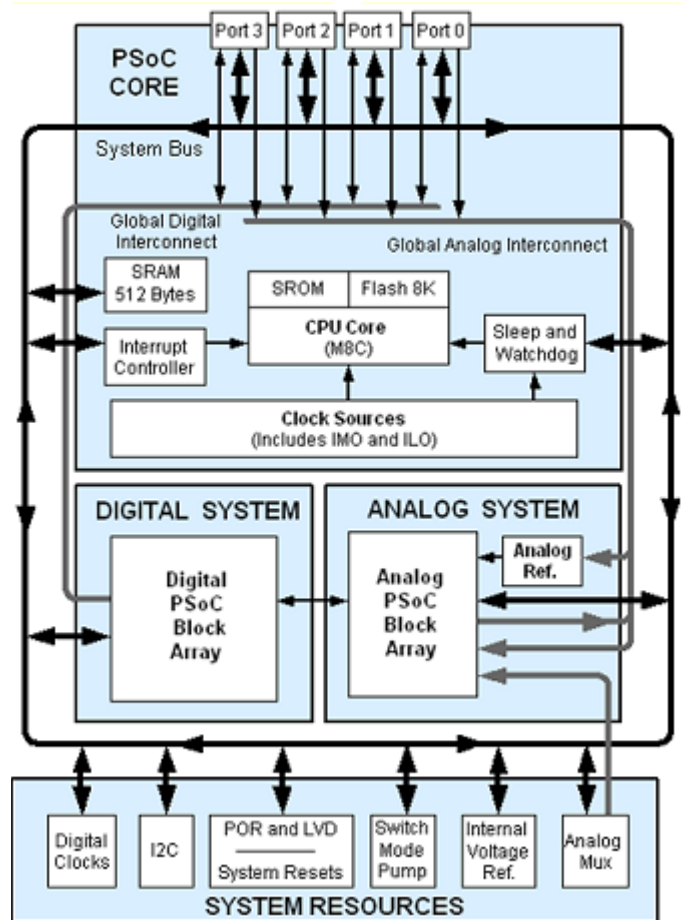 Port 3
Port 2
Port 1
Port 0
PSoC
CORE
System Bus
Global Digital
Interconnect
Global Analog Interconnect
SRAM
512 Bytes
SROM
Flash 8K
CPU Core
(M8C)
Interrupt
Controller
Sleep and
Watchdog
Clock Sources
(Includes IMO and ILO)
DIGITAL SYSTEM
ANALOG SYSTEM
Digital
PSoC
Block
Array
Analog
PSoC
Block
Array
Analog
Ref.
Digital
Clocks
I2C
POR and LVD
System Resets
Switch
Mode
Pump
Internal
Voltage
Ref.
Analog
Mux
SYSTEM RESOURCES